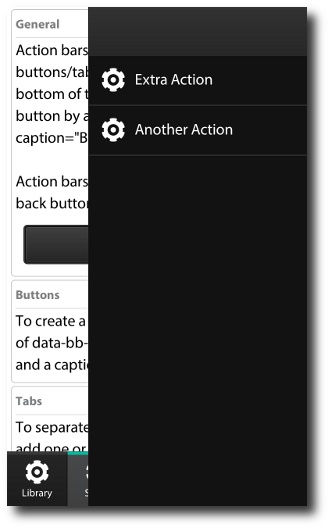 General
Action bars
buttons/tab
bottom of t
button by a
caption="B
Action bars
back button
Buttons
To create a
of data-bb-
and a captio
Tabs
To separate
add one or
Library
S
Extra Action
Another Action